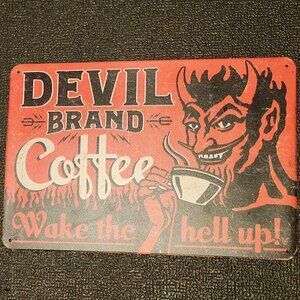 DEVIL
BRAND
Coffee
Wake the hell up!